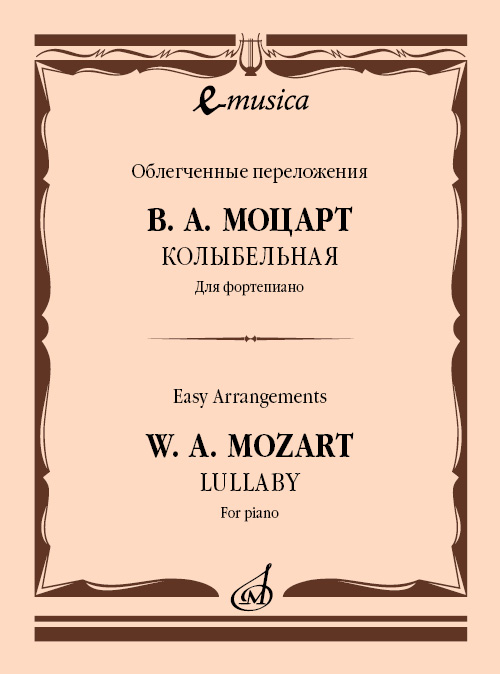 e-musica
Облегченные переложения
В. А. МОЦАРТ
КОЛЫБЕЛЬНАЯ
Для фортепиано
Easy Arrangements
W. A. MOZART
LULLABY
For piano
М